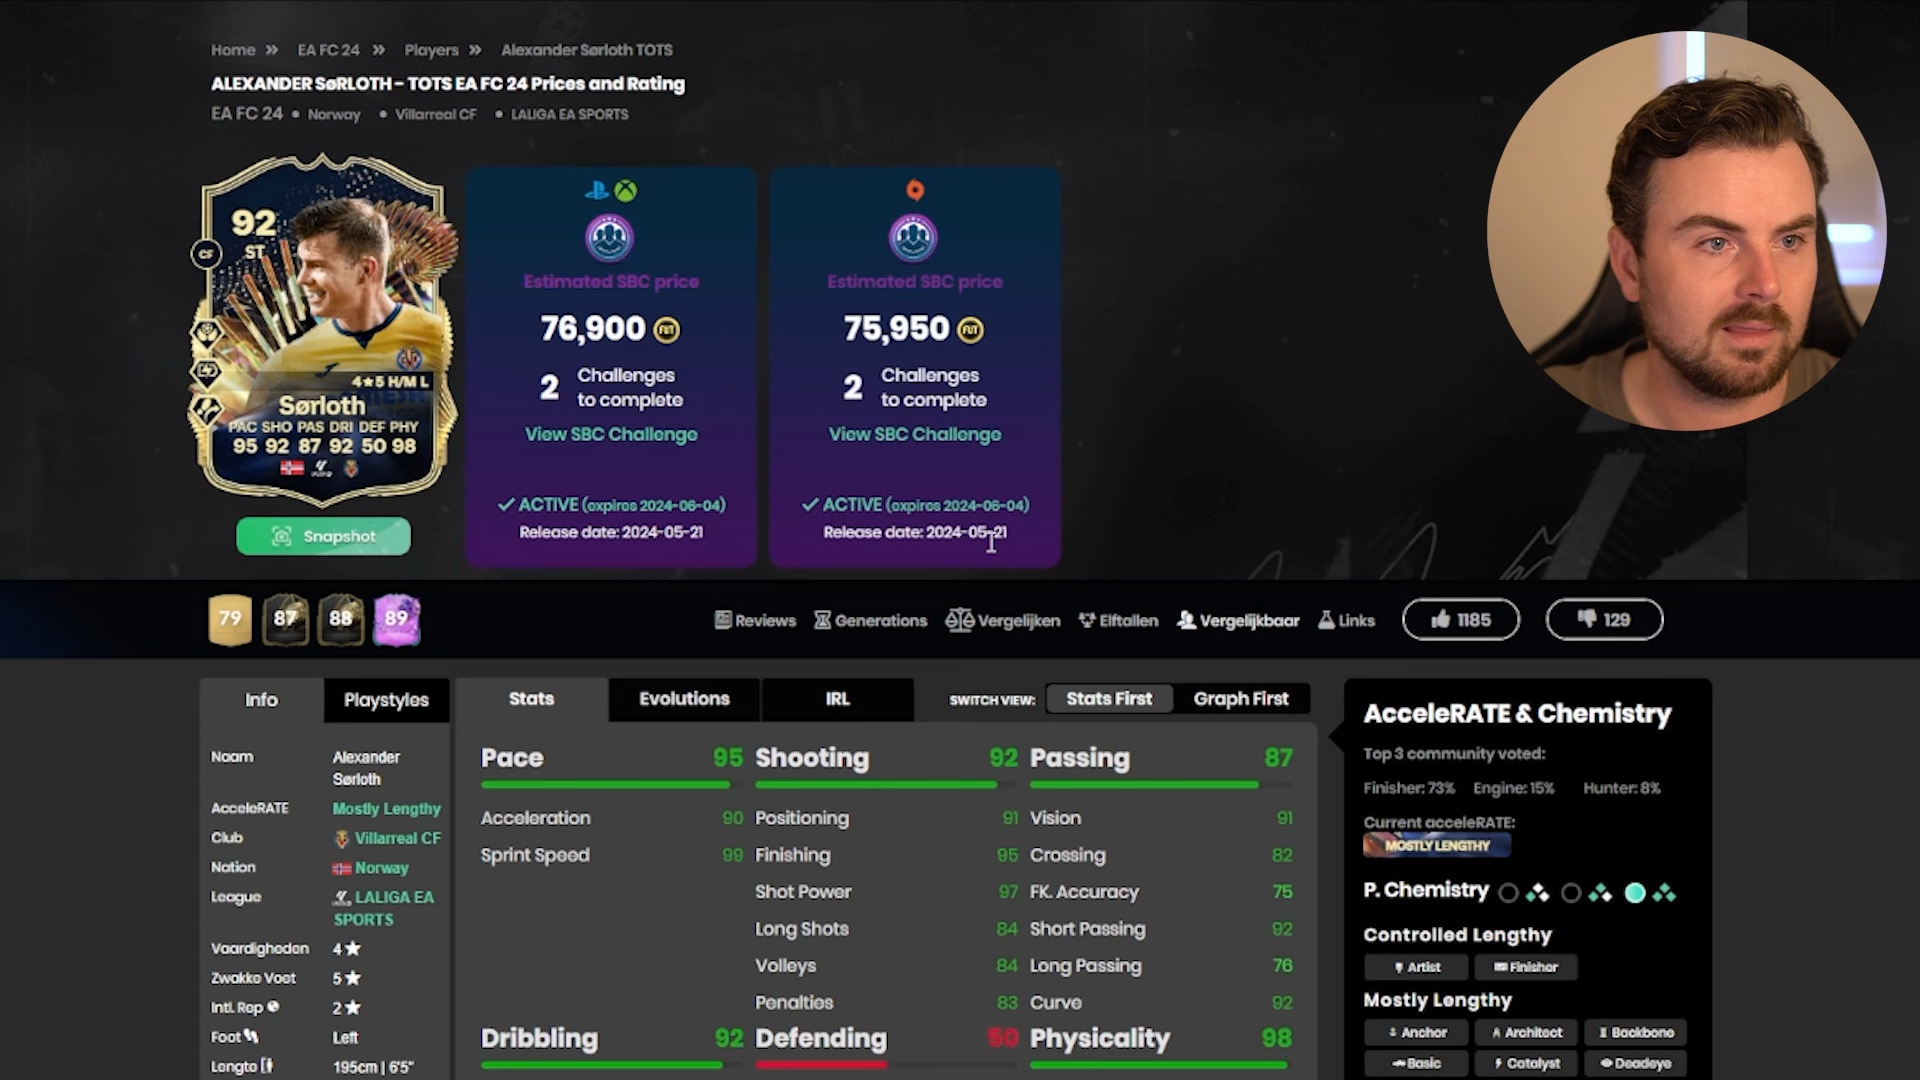 Home » EA FC 24 » Players » Alexander Sørloth TOTS
ALEXANDER SøRLOTH - TOTS EA FC 24 Prices and Rating
EA FC 24 • Norway • Villarreal CF • LALIGA EA SPORTS
92
ST
CF
4★5 H/M L
Sørloth
PAC SHO PAS DRI DEF PHY
95 92 87 92 50 98
Snapshot
Estimated SBC price
76,900 FUT
2 Challenges to complete
View SBC Challenge
✓ ACTIVE (expires 2024-06-04)
Release date: 2024-05-21
Estimated SBC price
75,950 FUT
2 Challenges to complete
View SBC Challenge
✓ ACTIVE (expires 2024-06-04)
Release date: 2024-05-21
79 87 88 89
Reviews Generations Vergelijken Elftallen Vergelijkbaar Links 1185 129
Info Playstyles
Naam Alexander Sørloth
AcceleRATE Mostly Lengthy
Club Villarreal CF
Nation Norway
League LALIGA EA SPORTS
Vaardigheden 4★
Zwakke Voet 5★
Intl. Rep 2★
Foot Left
Lengte 195cm | 6'5"
Stats Evolutions IRL SWITCH VIEW: Stats First Graph First
Pace 95
Acceleration 90
Sprint Speed 99
Shooting 92
Positioning 91
Finishing 95
Shot Power 97
Long Shots 84
Volleys 84
Penalties 83
Passing 87
Vision 91
Crossing 82
FK. Accuracy 75
Short Passing 92
Long Passing 76
Curve 92
Dribbling 92
Defending 50
Physicality 98
AcceleRATE & Chemistry
Top 3 community voted:
Finisher: 73% Engine: 15% Hunter: 8%
Current acceleRATE:
MOSTLY LENGTHY
P. Chemistry
Controlled Lengthy
Artist Finisher
Mostly Lengthy
Anchor Architect Backbone
Basic Catalyst Deadeye